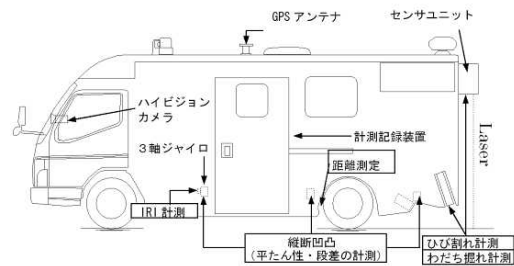 GPS アンテナ
センサユニット
ハイビジョン
カメラ
3軸ジャイロ
計測記録装置
距離測定
Laser
IRI 計測
縦断凹凸
(平たん性・段差の計測)
ひび割れ計測
わだち掘れ計測